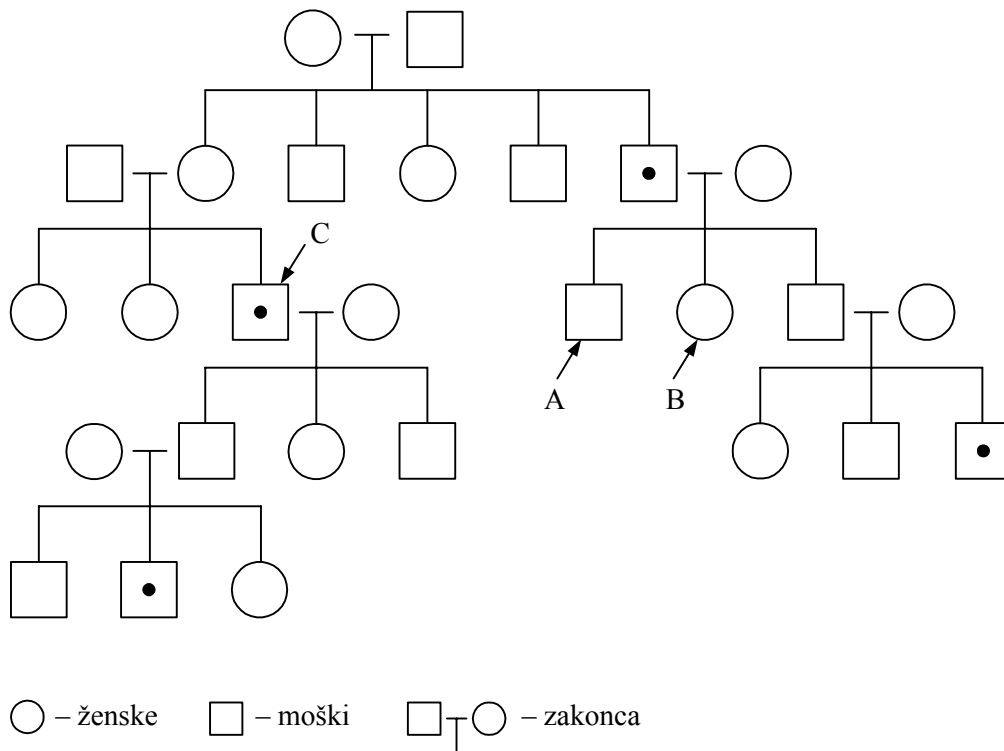 C
A
B
– ženske
– moški
– zakonca